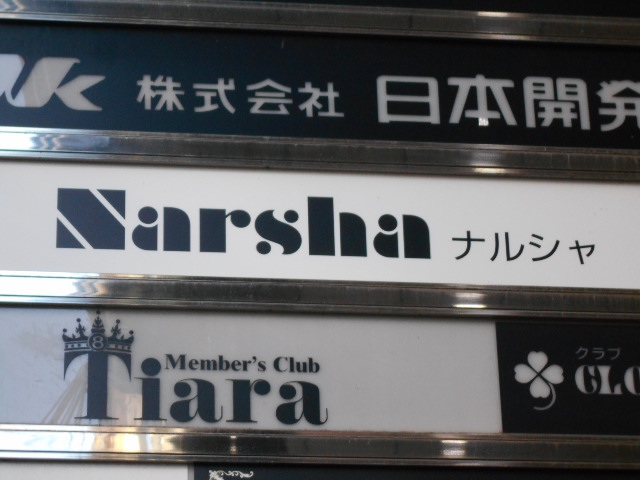 株式会社 日本開発
Narsha ナルシャ
8
Member's Club
Tiara
クラブ